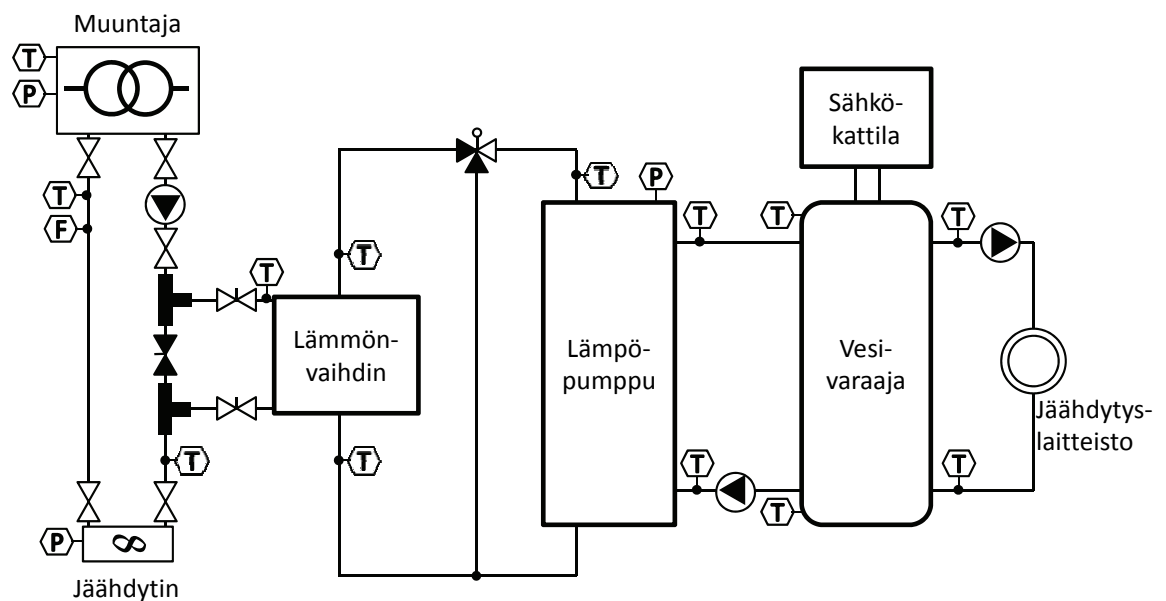 Muuntaja
T
P
T
F
T
T
T
T
P
Jäähdytin
Lämmön-
vaihdin
T
P
Lämpö-
pumppu
T
T
Sähkö-
kattila
T
T
Vesi-
varaaja
T
T
Jäähdytys-
laitteisto